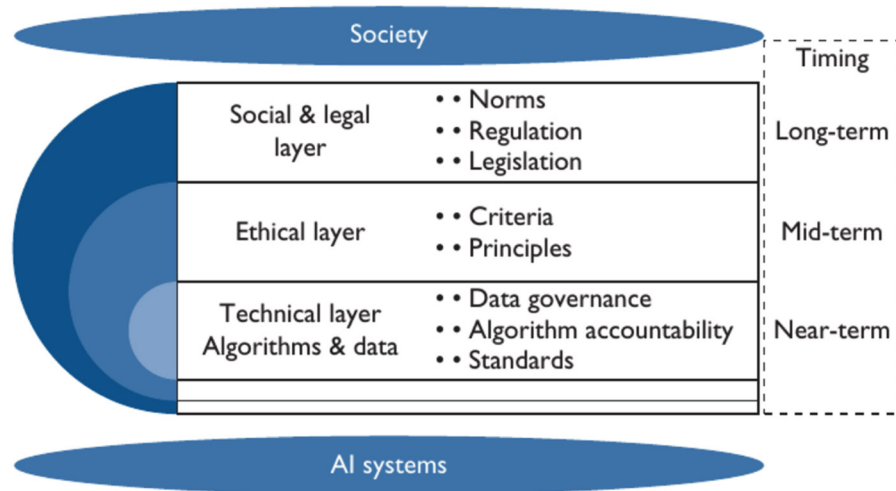 Society
Timing
Social & legal
layer
• • Norms
• • Regulation
• • Legislation
Long-term
Ethical layer
• • Criteria
• • Principles
Mid-term
Technical layer
Algorithms & data
• • Data governance
• • Algorithm accountability
• • Standards
Near-term
AI systems